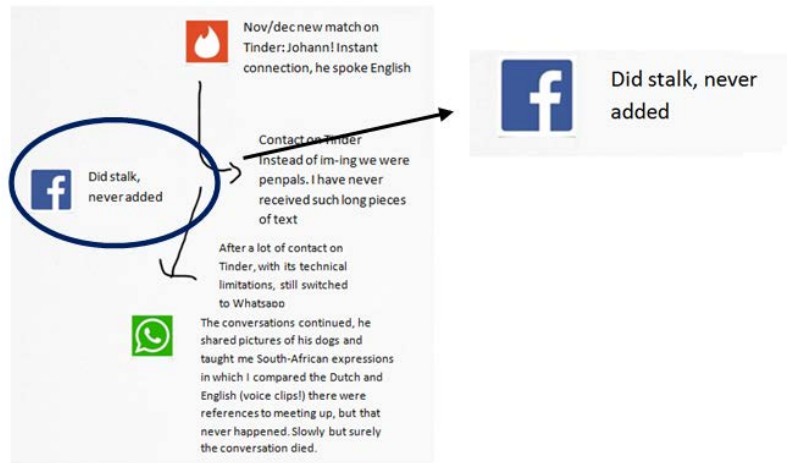 Nov/dec new match on
Tinder: Johann! Instant
connection, he spoke English
Contact on Tinder
Instead of im-ing we were
penpals. I have never
received such long pieces
of text
Did stalk,
never added
After a lot of contact on
Tinder, with its technical
limitations, still switched
to Whatsapp
The conversations continued, he
shared pictures of his dogs and
taught me South-African expressions
in which I compared the Dutch and
English (voice clips!) there were
references to meeting up, but that
never happened. Slowly but surely
the conversation died.
Did stalk, never
added